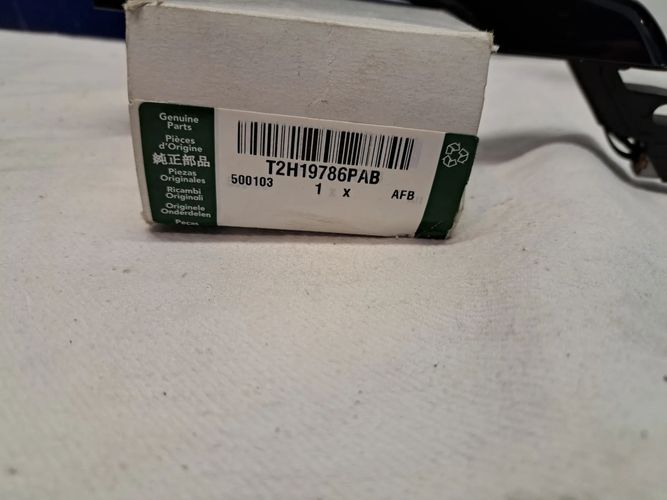 Genuine
Parts
Pièces
d'Origine
純正部品
Piezas
Originales
Ricambi
Originali
Originele
Onderdelen
T2H19786PAB
500103
1 x x
AFB